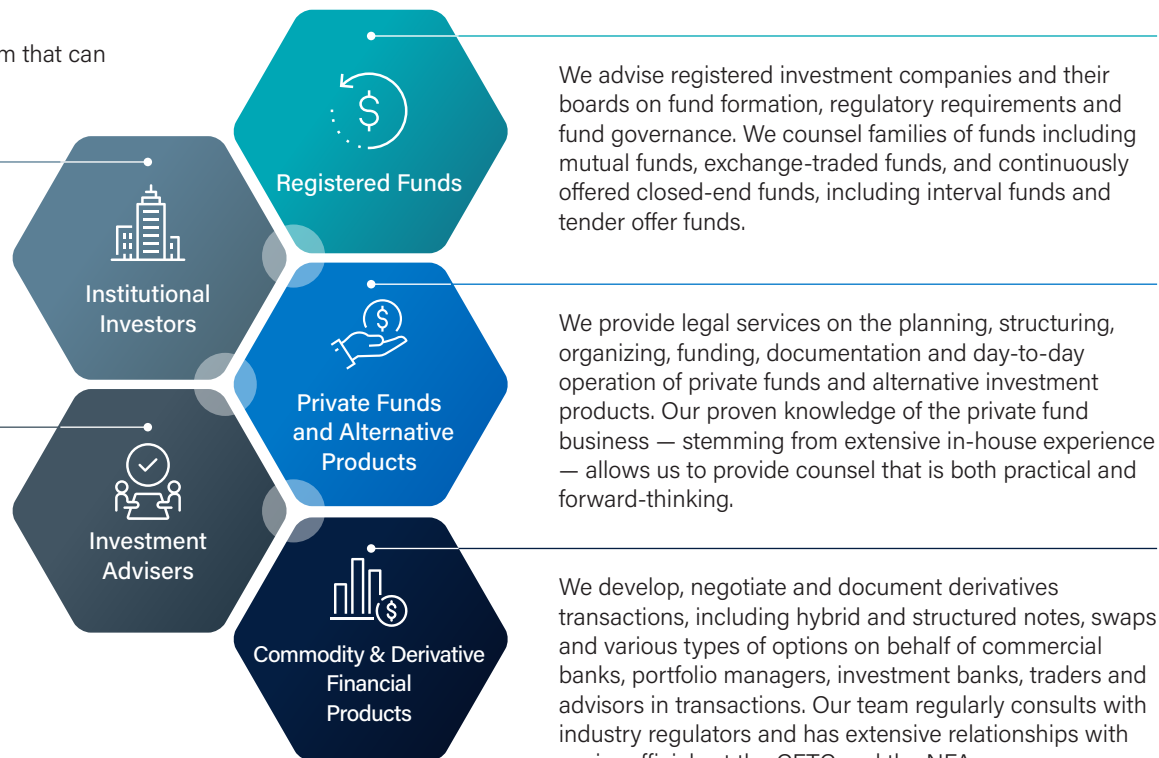 m that can
Registered Funds
We advise registered investment companies and their
boards on fund formation, regulatory requirements and
fund governance. We counsel families of funds including
mutual funds, exchange-traded funds, and continuously
offered closed-end funds, including interval funds and
tender offer funds.
Institutional
Investors
Private Funds
and Alternative
Products
We provide legal services on the planning, structuring,
organizing, funding, documentation and day-to-day
operation of private funds and alternative investment
products. Our proven knowledge of the private fund
business — stemming from extensive in-house experience
— allows us to provide counsel that is both practical and
forward-thinking.
Investment
Advisers
Commodity & Derivative
Financial
Products
We develop, negotiate and document derivatives
transactions, including hybrid and structured notes, swaps
and various types of options on behalf of commercial
banks, portfolio managers, investment banks, traders and
advisors in transactions. Our team regularly consults with
industry regulators and has extensive relationships with